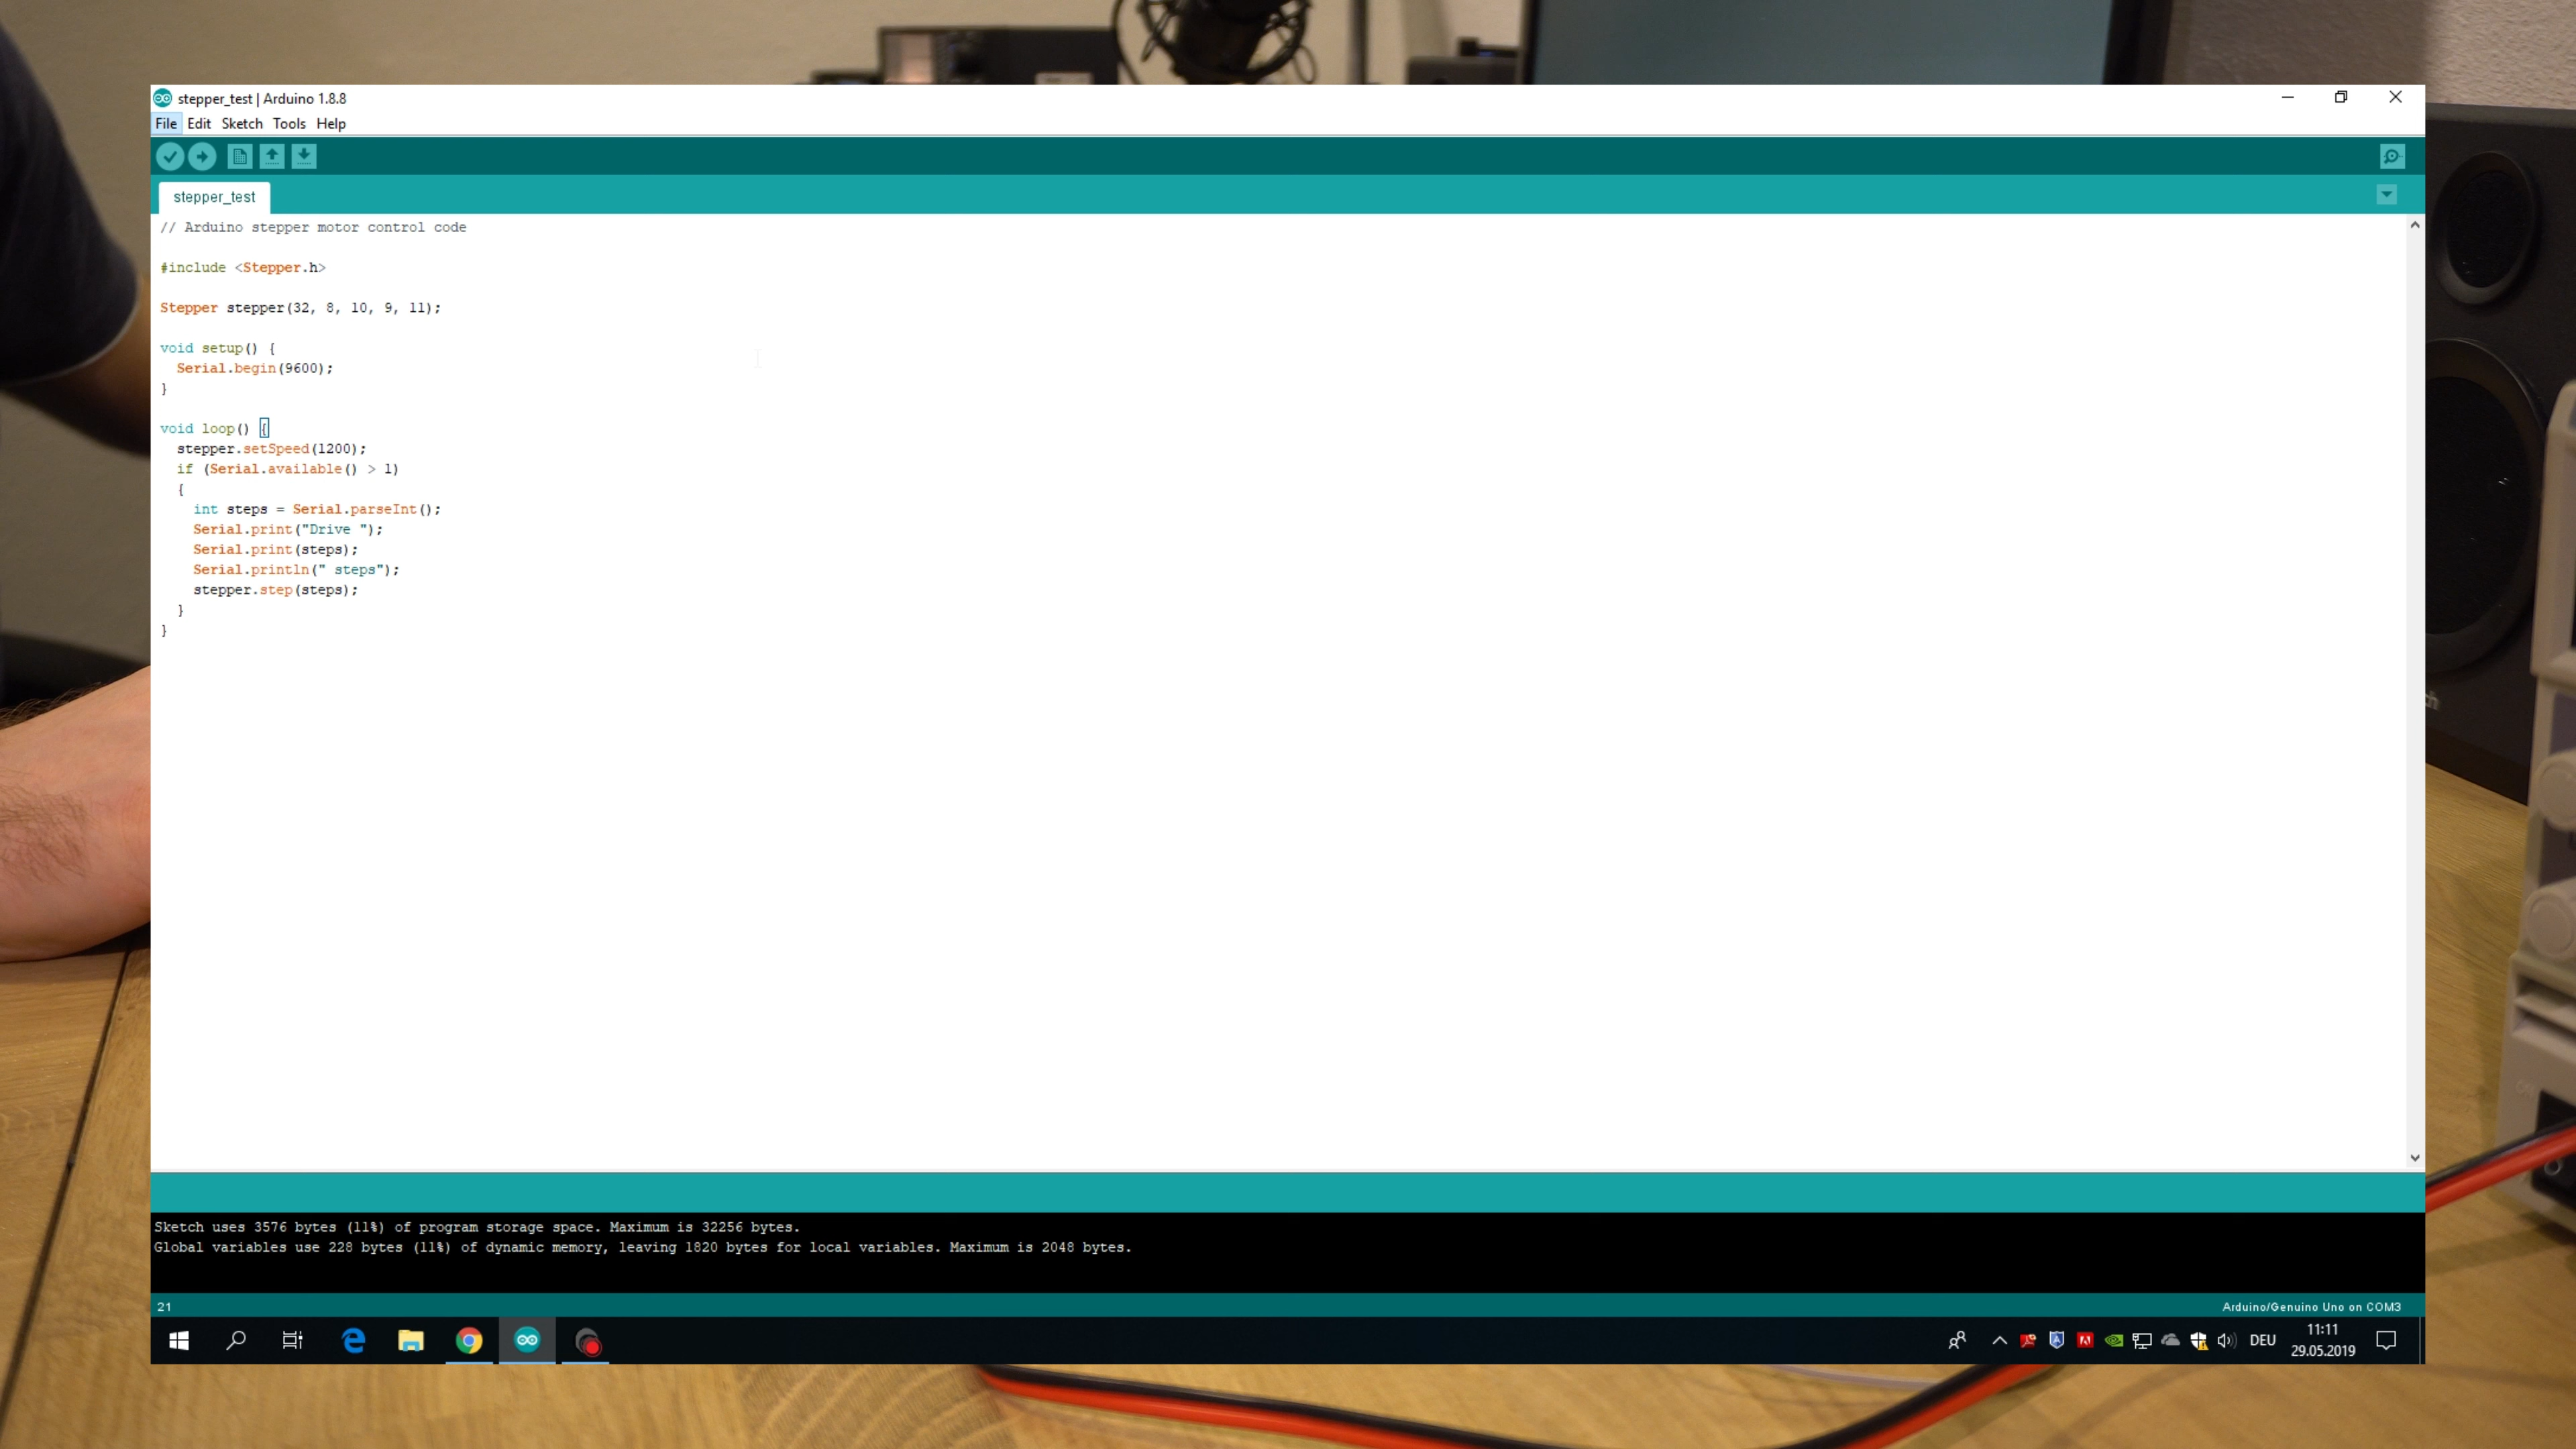 stepper_test | Arduino 1.8.8
File Edit Sketch Tools Help
stepper_test
// Arduino stepper motor control code
#include <Stepper.h>
Stepper stepper(32, 8, 10, 9, 11);
void setup() {
Serial.begin(9600);
}
void loop() {
stepper.setSpeed(1200);
if (Serial.available() > 1)
{
int steps = Serial.parseInt();
Serial.print("Drive ");
Serial.print(steps);
Serial.println(" steps");
stepper.step(steps);
}
}
Sketch uses 3576 bytes (11%) of program storage space. Maximum is 32256 bytes.
Global variables use 228 bytes (11%) of dynamic memory, leaving 1820 bytes for local variables. Maximum is 2048 bytes.
21
Arduino/Genuino Uno on COM3
DEU
11:11
29.05.2019